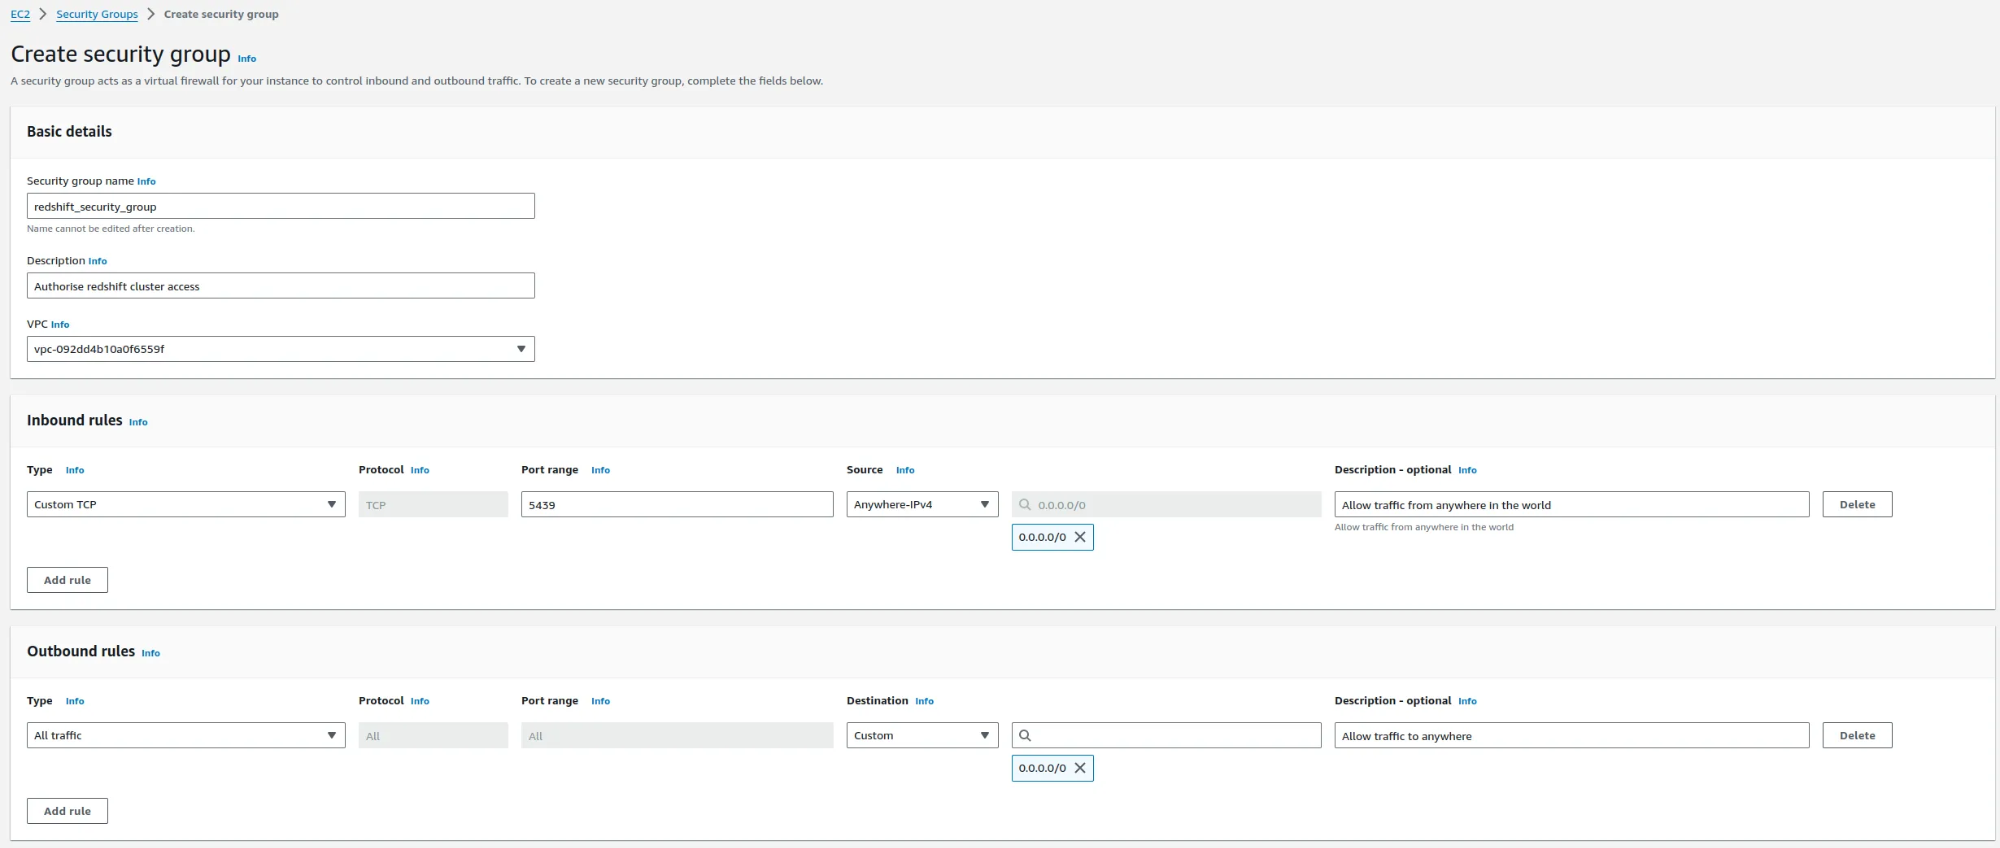 EC2 > Security Groups > Create security group
Create security group Info
A security group acts as a virtual firewall for your instance to control inbound and outbound traffic. To create a new security group, complete the fields below.
Basic details
Security group name Info
redshift_security_group
Name cannot be edited after creation.
Description Info
Authorise redshift cluster access
VPC Info
vpc-092dd4b10a0f6559f
Inbound rules Info
Type Info Protocol Info Port range Info Source Info Description - optional Info
Custom TCP TCP 5439 Anywhere-IPv4 0.0.0.0/0 Allow traffic from anywhere in the world Delete
Allow traffic from anywhere in the world
0.0.0.0/0
Add rule
Outbound rules Info
Type Info Protocol Info Port range Info Destination Info Description - optional Info
All traffic All All Custom Allow traffic to anywhere Delete
0.0.0.0/0
Add rule